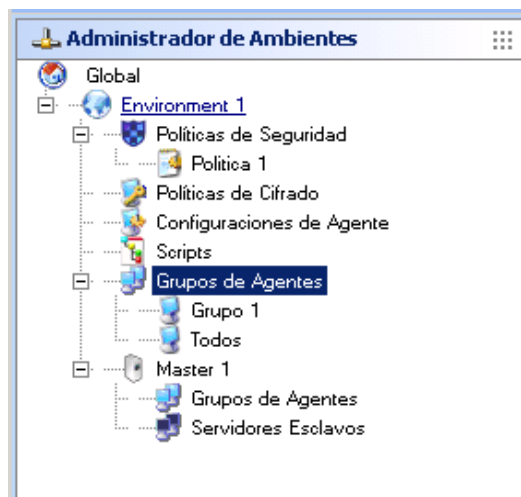 Administrador de Ambientes
Global
Environment 1
Políticas de Seguridad
Politica 1
Políticas de Cifrado
Configuraciones de Agente
Scripts
Grupos de Agentes
Grupo 1
Todos
Master 1
Grupos de Agentes
Servidores Esclavos